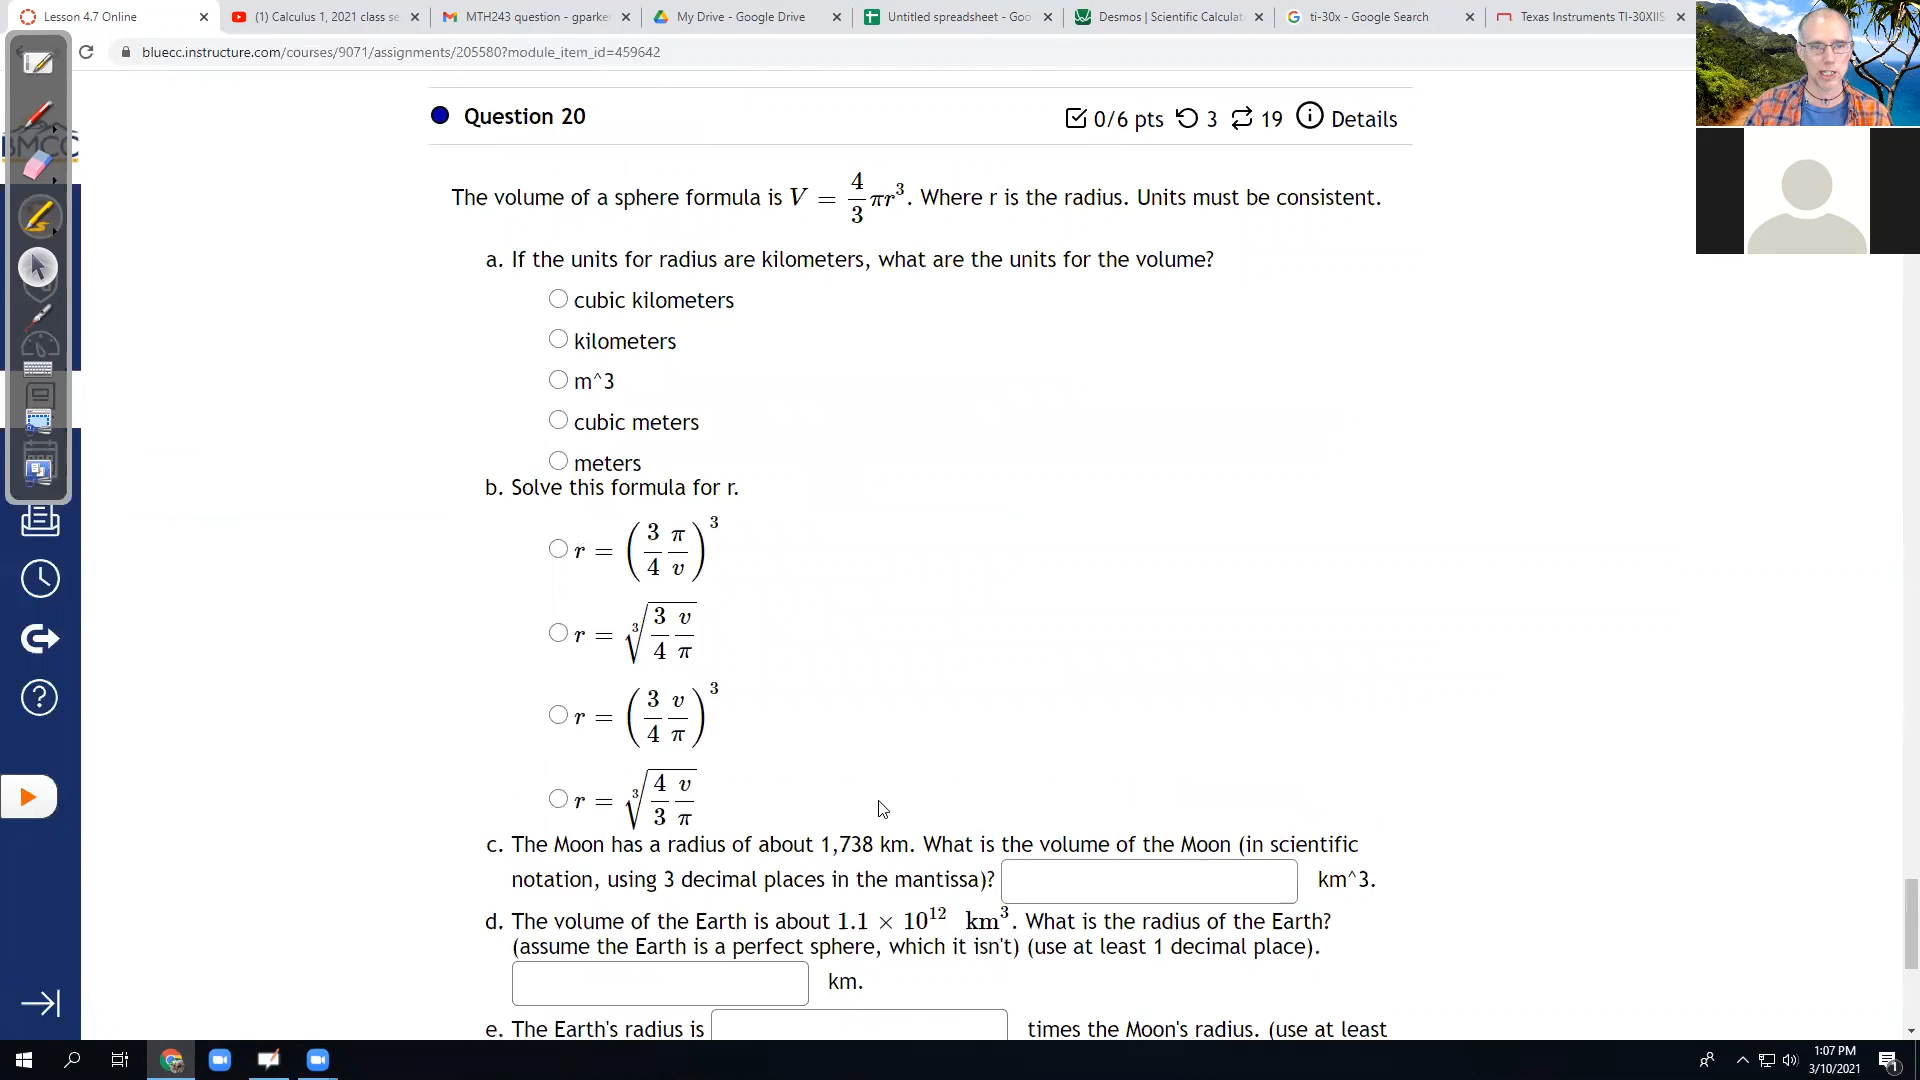 Lesson 4.7 Online
(1) Calculus 1, 2021 class se
MTH243 question - gparke
My Drive - Google Drive
Untitled spreadsheet - Goo
Desmos | Scientific Calculat
ti-30x - Google Search
Texas Instruments TI-30XIIS
bluecc.instructure.com/courses/9071/assignments/205580?module_item_id=459642
BMCC
Question 20
0/6 pts 3 19 Details
The volume of a sphere formula is V = 4/3 πr³. Where r is the radius. Units must be consistent.
a. If the units for radius are kilometers, what are the units for the volume?
cubic kilometers
kilometers
m^3
cubic meters
meters
b. Solve this formula for r.
r = (3/4 π/v)³
r = ∛(3/4 v/π)
r = (3/4 v/π)³
r = ∛(4/3 v/π)
c. The Moon has a radius of about 1,738 km. What is the volume of the Moon (in scientific
notation, using 3 decimal places in the mantissa)? km^3.
d. The volume of the Earth is about 1.1 × 10¹² km³. What is the radius of the Earth?
(assume the Earth is a perfect sphere, which it isn't) (use at least 1 decimal place).
km.
e. The Earth's radius is times the Moon's radius. (use at least
1:07 PM
3/10/2021
1